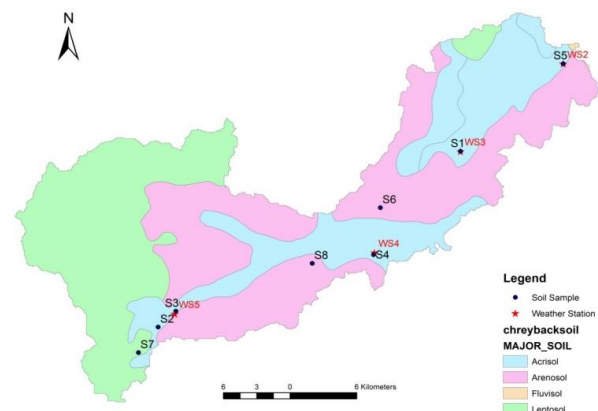 N
S5 WS2
S1 WS3
S6
WS4
S4
S8
S3
WS5
S2
S7
6 3 0 6 Kilometers
Legend
Soil Sample
Weather Station
chreybacksoil
MAJOR_SOIL
Acrisol
Arenosol
Fluvisol
Leptosol